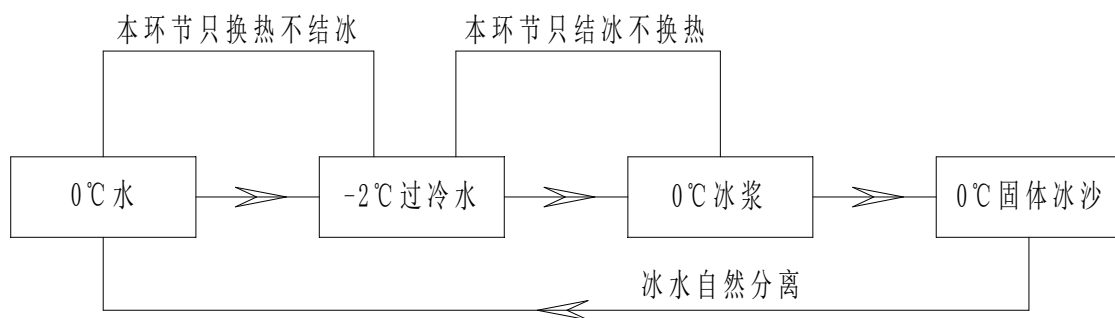 本环节只换热不结冰
本环节只结冰不换热
0℃水
-2℃过冷水
0℃冰浆
0℃固体冰沙
冰水自然分离